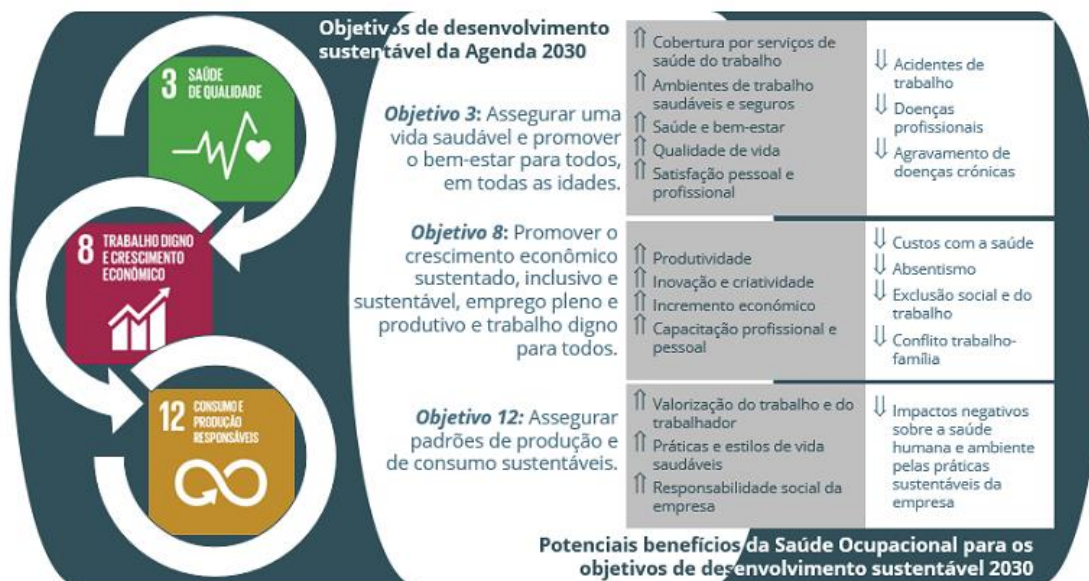 Objetivos de desenvolvimento
sustentável da Agenda 2030
3 SAÚDE
DE QUALIDADE
Objetivo 3: Assegurar uma
vida saudável e promover
o bem-estar para todos,
em todas as idades.
⇑ Cobertura por serviços de
saúde do trabalho
⇑ Ambientes de trabalho
saudáveis e seguros
⇑ Saúde e bem-estar
⇑ Qualidade de vida
⇑ Satisfação pessoal e
profissional
⇓ Acidentes de
trabalho
⇓ Doenças
profissionais
⇓ Agravamento de
doenças crónicas
8 TRABALHO DIGNO
E CRESCIMENTO
ECONÔMICO
Objetivo 8: Promover o
crescimento econômico
sustentado, inclusivo e
sustentável, emprego pleno e
produtivo e trabalho digno
para todos.
⇑ Produtividade
⇑ Inovação e criatividade
⇑ Incremento económico
⇑ Capacitação profissional e
pessoal
⇓ Custos com a saúde
⇓ Absentismo
⇓ Exclusão social e do
trabalho
⇓ Conflito trabalho-
família
12 CONSUMO E
PRODUÇÃO
RESPONSÁVEIS
Objetivo 12: Assegurar
padrões de produção e
de consumo sustentáveis.
⇑ Valorização do trabalho e do
trabalhador
⇑ Práticas e estilos de vida
saudáveis
⇑ Responsabilidade social da
empresa
⇓ Impactos negativos
sobre a saúde
humana e ambiente
pelas práticas
sustentáveis da
empresa
Potenciais benefícios da Saúde Ocupacional para os
objetivos de desenvolvimento sustentável 2030